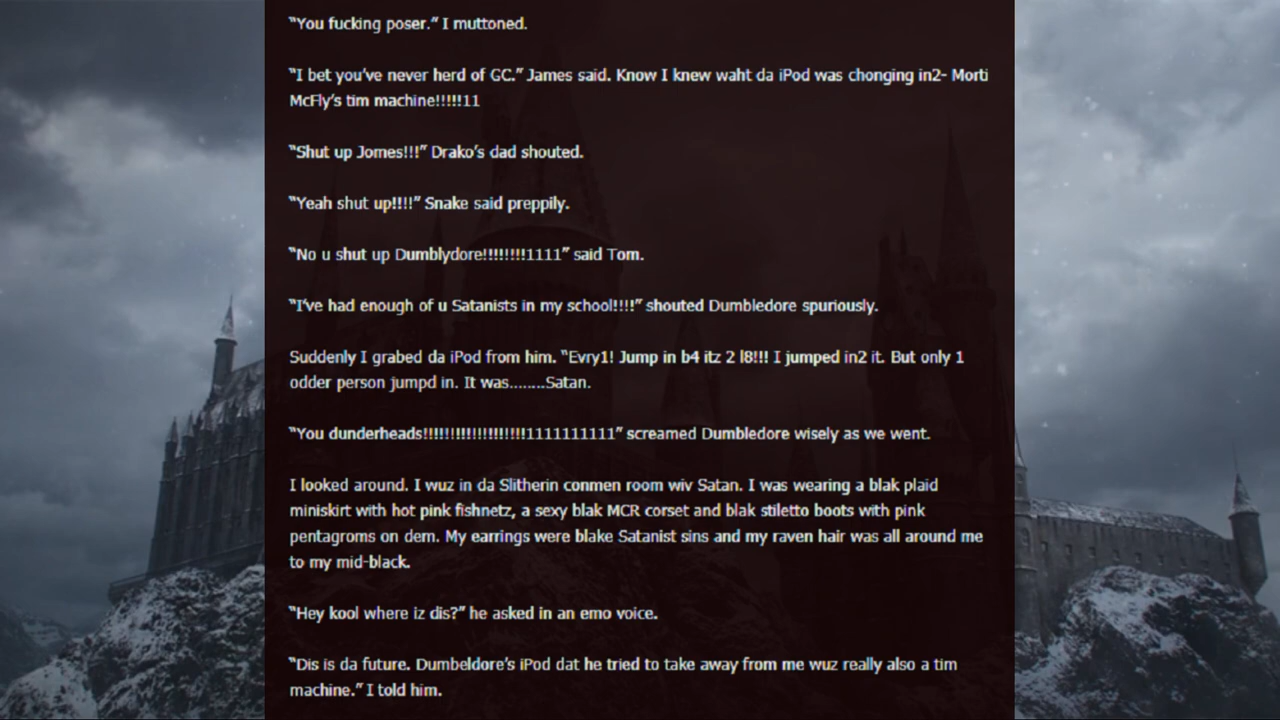 “You fucking poser.” I muttoned.
“I bet you’ve never herd of GC.” James said. Know I knew waht da iPod was chonging in2- Morti
McFly’s tim machine!!!!!11
“Shut up Jomes!!!” Drako’s dad shouted.
“Yeah shut up!!!!” Snake said preppily.
“No u shut up Dumblydore!!!!!!!!1111” said Tom.
“I’ve had enough of u Satanists in my school!!!!” shouted Dumbledore spuriously.
Suddenly I grabed da iPod from him. “Evry1! Jump in b4 itz 2 l8!!! I jumped in2 it. But only 1
odder person jumpd in. It was........Satan.
“You dunderheads!!!!!!!!!!!!!!!!!!!!1111111111” screamed Dumbledore wisely as we went.
I looked around. I wuz in da Slitherin conmen room wiv Satan. I was wearing a blak plaid
miniskirt with hot pink fishnetz, a sexy blak MCR corset and blak stiletto boots with pink
pentagroms on dem. My earrings were blake Satanist sins and my raven hair was all around me
to my mid-black.
“Hey kool where iz dis?” he asked in an emo voice.
“Dis is da future. Dumbeldore’s iPod dat he tried to take away from me wuz really also a tim
machine.” I told him.